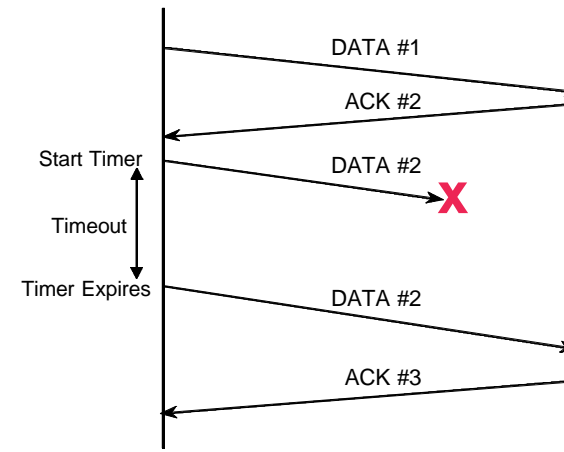 DATA #1
ACK #2
Start Timer
DATA #2
X
Timeout
Timer Expires
DATA #2
ACK #3